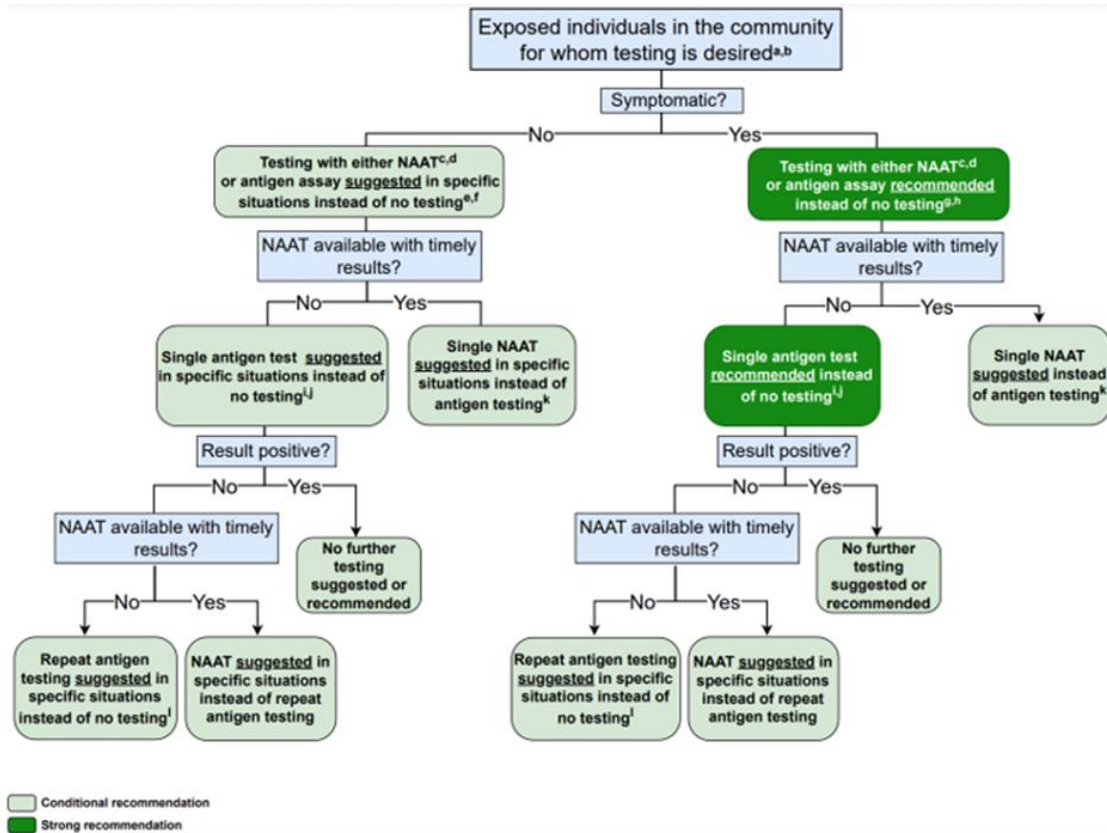 Exposed individuals in the community
for whom testing is desiredᵃ,ᵇ
Symptomatic?
No
Yes
Testing with either NAATᶜ,ᵈ
or antigen assay suggested in specific
situations instead of no testingᵉ,ᶠ
Testing with either NAATᶜ,ᵈ
or antigen assay recommended
instead of no testingᵍ,ʰ
NAAT available with timely
results?
NAAT available with timely
results?
No
Yes
No
Yes
Single antigen test suggested
in specific situations instead of
no testingⁱ,ʲ
Single NAAT
suggested in specific
situations instead of
antigen testingᵏ
Single antigen test
recommended instead
of no testingⁱ,ʲ
Single NAAT
suggested instead
of antigen testingᵏ
Result positive?
Result positive?
No
Yes
No
Yes
NAAT available with timely
results?
No further
testing
suggested or
recommended
NAAT available with timely
results?
No further
testing
suggested or
recommended
No
Yes
No
Yes
Repeat antigen
testing suggested in
specific situations
instead of no testingˡ
NAAT suggested in
specific situations
instead of repeat
antigen testing
Repeat antigen testing
suggested in specific
situations instead of
no testingˡ
NAAT suggested in
specific situations
instead of repeat
antigen testing
Conditional recommendation
Strong recommendation